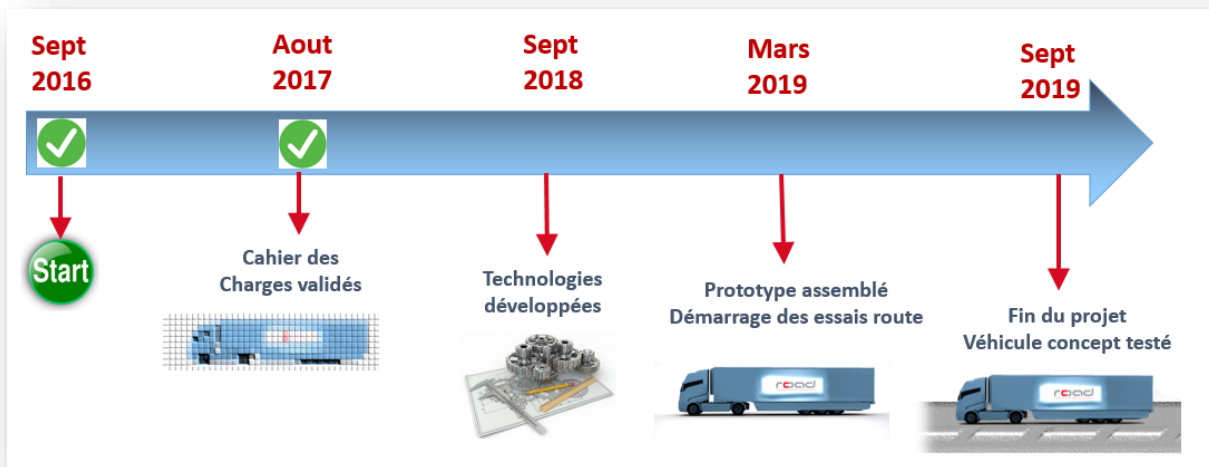 Sept
2016
Aout
2017
Sept
2018
Mars
2019
Sept
2019
Start
Cahier des
Charges validés
Technologies
développées
Prototype assemblé
Démarrage des essais route
Fin du projet
Véhicule concept testé
road
road